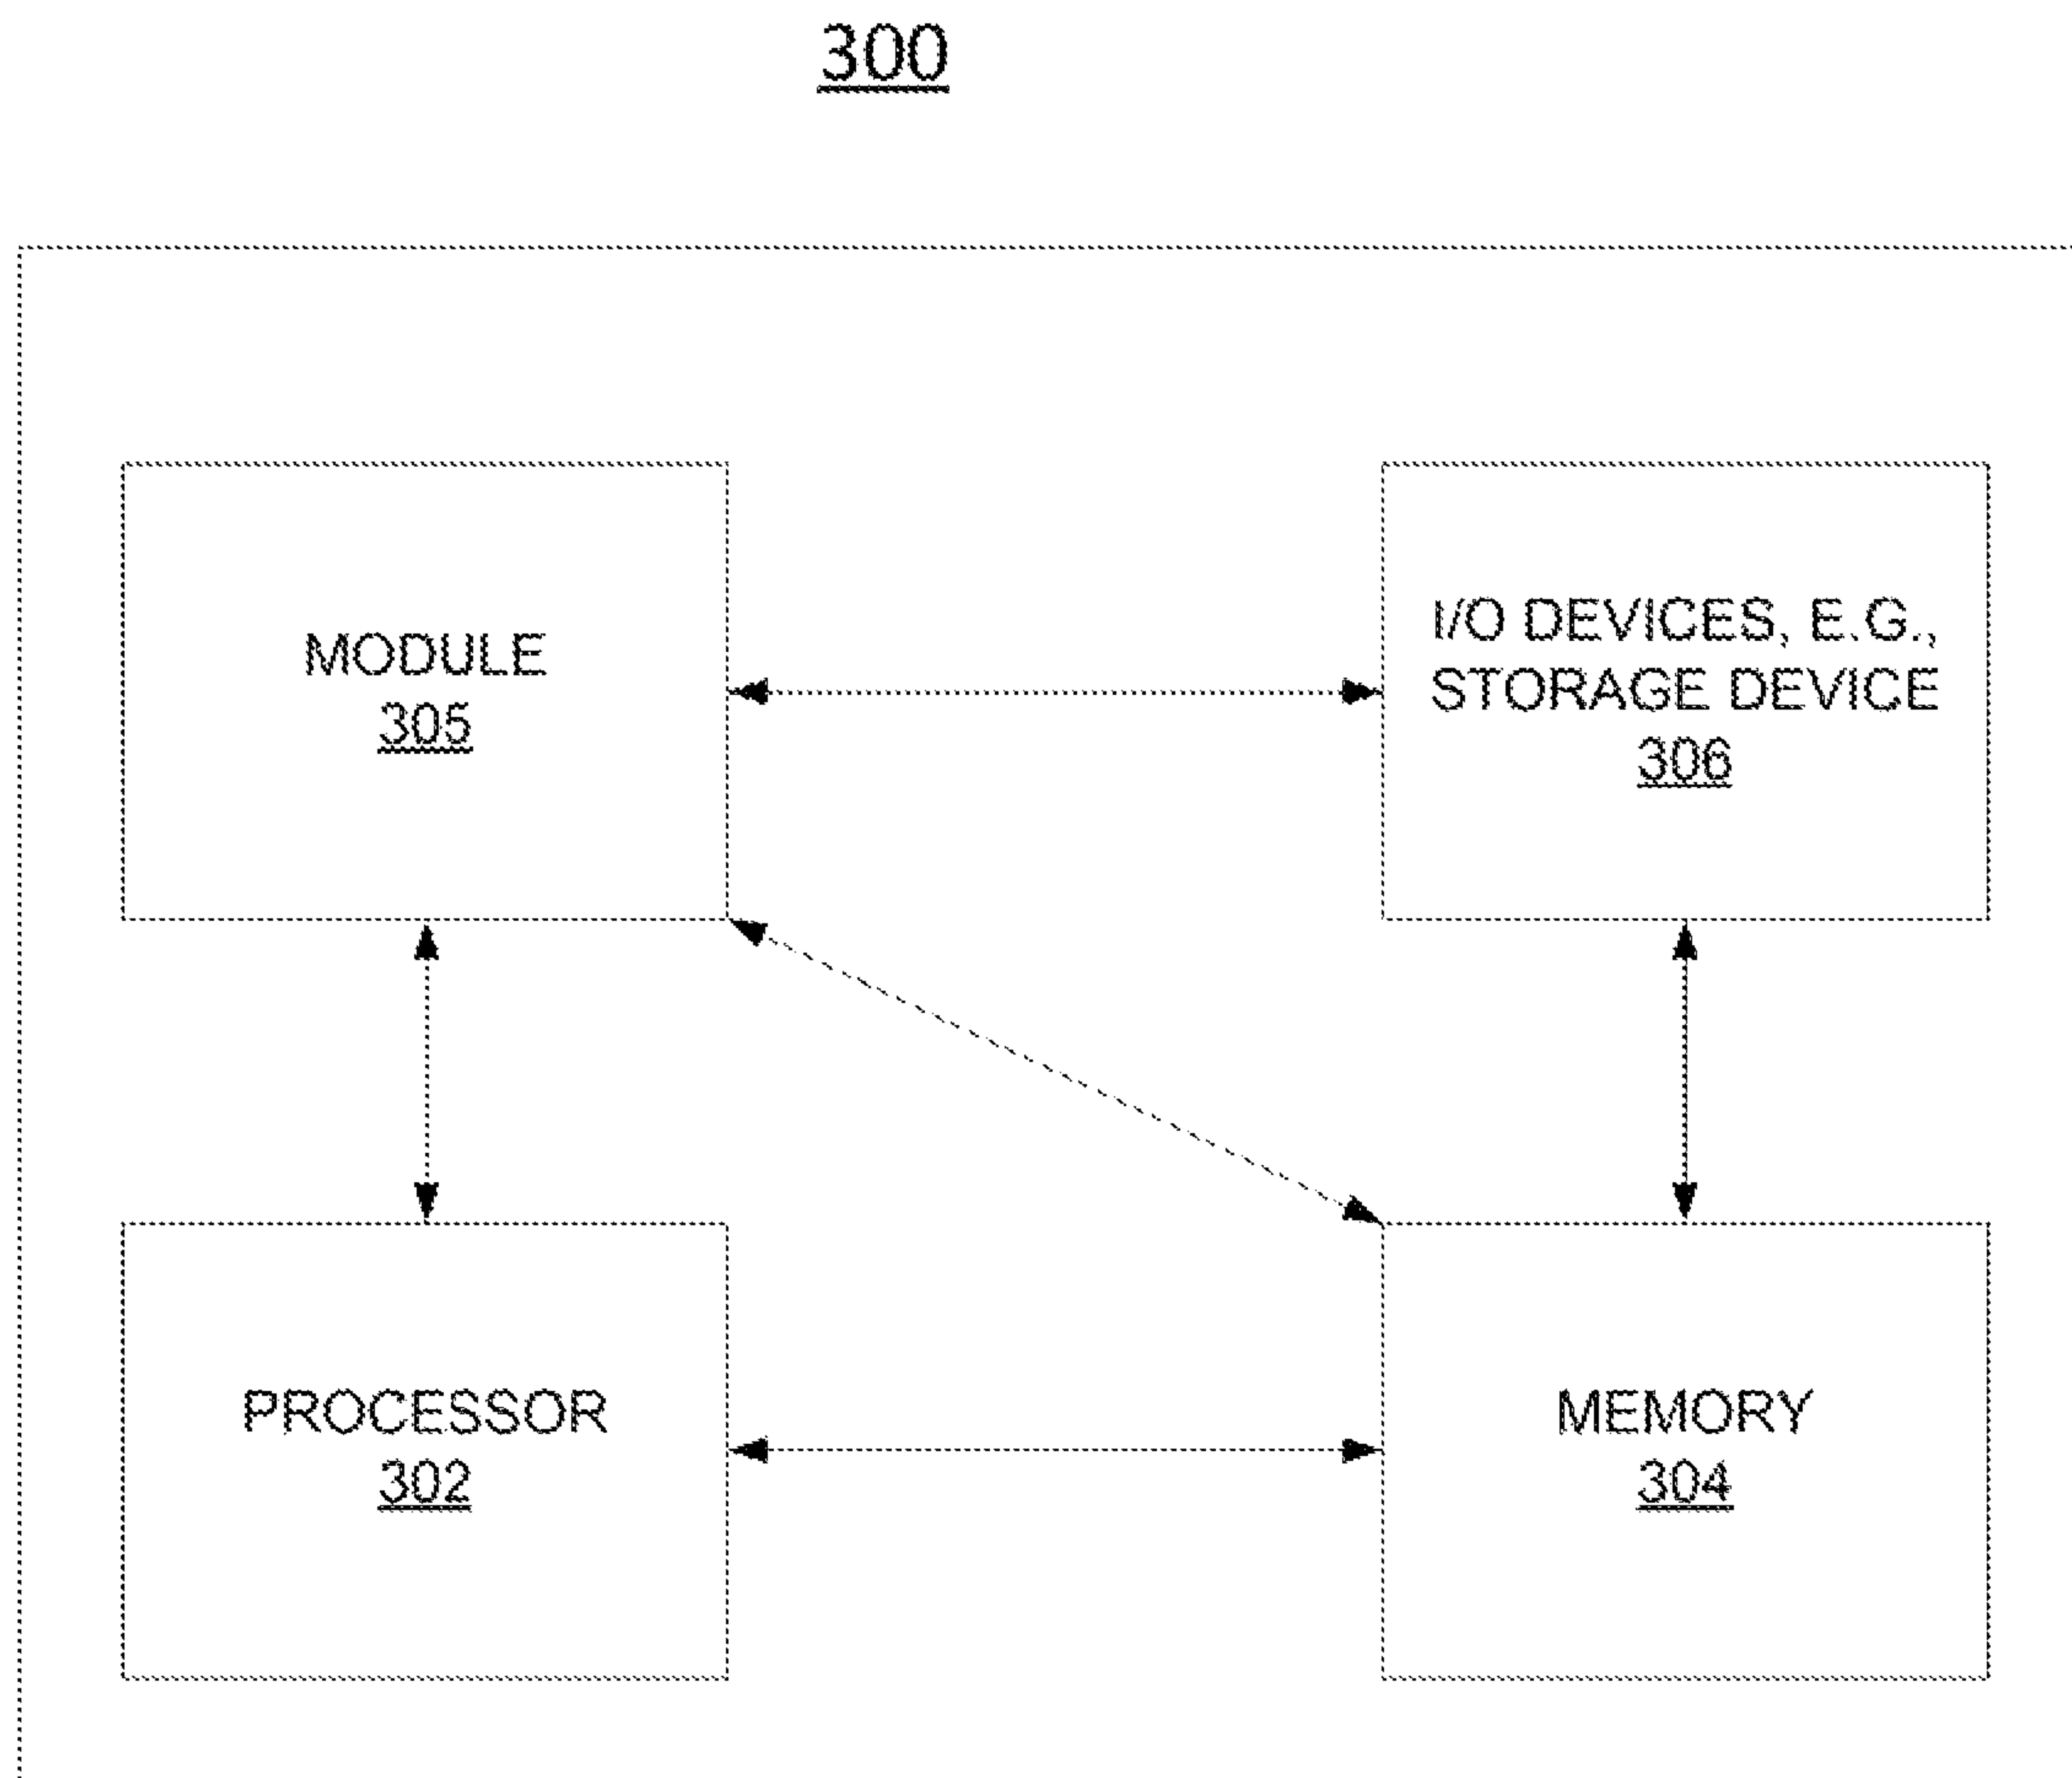 300
MODULE
305
I/O DEVICES, E.G.,
STORAGE DEVICE
306
PROCESSOR
302
MEMORY
304